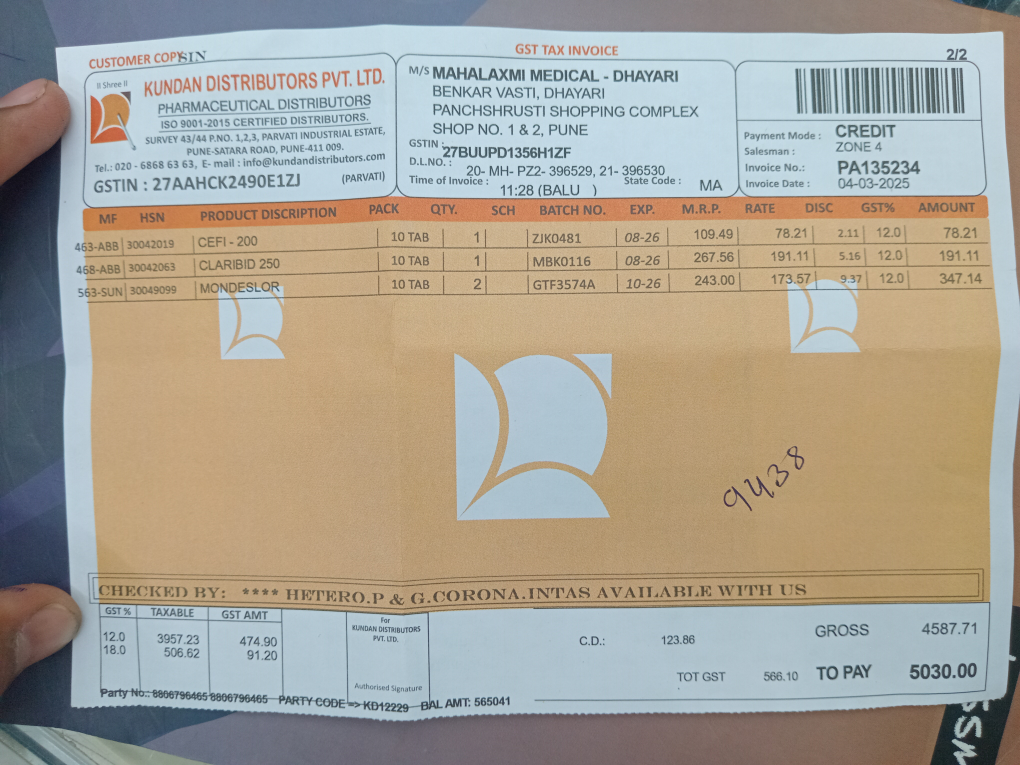 CUSTOMER COPY SIN
GST TAX INVOICE
2/2
II Shree II
KUNDAN DISTRIBUTORS PVT. LTD.
PHARMACEUTICAL DISTRIBUTORS
ISO 9001-2015 CERTIFIED DISTRIBUTORS.
SURVEY 43/44 P.NO. 1,2,3, PARVATI INDUSTRIAL ESTATE,
PUNE-SATARA ROAD, PUNE-411 009.
Tel.: 020 - 6868 63 63, E- mail : info@kundandistributors.com
GSTIN : 27AAHCK2490E1ZJ (PARVATI)
M/S MAHALAXMI MEDICAL - DHAYARI
BENKAR VASTI, DHAYARI
PANCHSHRUSTI SHOPPING COMPLEX
SHOP NO. 1 & 2, PUNE
GSTIN : 27BUUPD1356H1ZF
D.L.NO. : 20- MH- PZ2- 396529, 21- 396530
Time of Invoice : 11:28 (BALU ) State Code : MA
Payment Mode : CREDIT
Salesman : ZONE 4
Invoice No.: PA135234
Invoice Date : 04-03-2025
MF HSN PRODUCT DISCRIPTION PACK QTY. SCH BATCH NO. EXP. M.R.P. RATE DISC GST% AMOUNT
463-ABB 30042019 CEFI - 200 10 TAB 1 ZJK0481 08-26 109.49 78.21 2.11 12.0 78.21
468-ABB 30042063 CLARIBID 250 10 TAB 1 MBK0116 08-26 267.56 191.11 5.16 12.0 191.11
563-SUN 30049099 MONDESLOR 10 TAB 2 GTF3574A 10-26 243.00 173.57 9.37 12.0 347.14
9438
CHECKED BY: **** HETERO.P & G.CORONA.INTAS AVAILABLE WITH US
GST % TAXABLE GST AMT
12.0 3957.23 474.90
18.0 506.62 91.20
For
KUNDAN DISTRIBUTORS
PVT. LTD.
Authorised Signature
C.D.: 123.86
GROSS 4587.71
TOT GST 566.10 TO PAY 5030.00
Party No.: 8806796465 8806796465 PARTY CODE => KD12229 BAL AMT: 565041